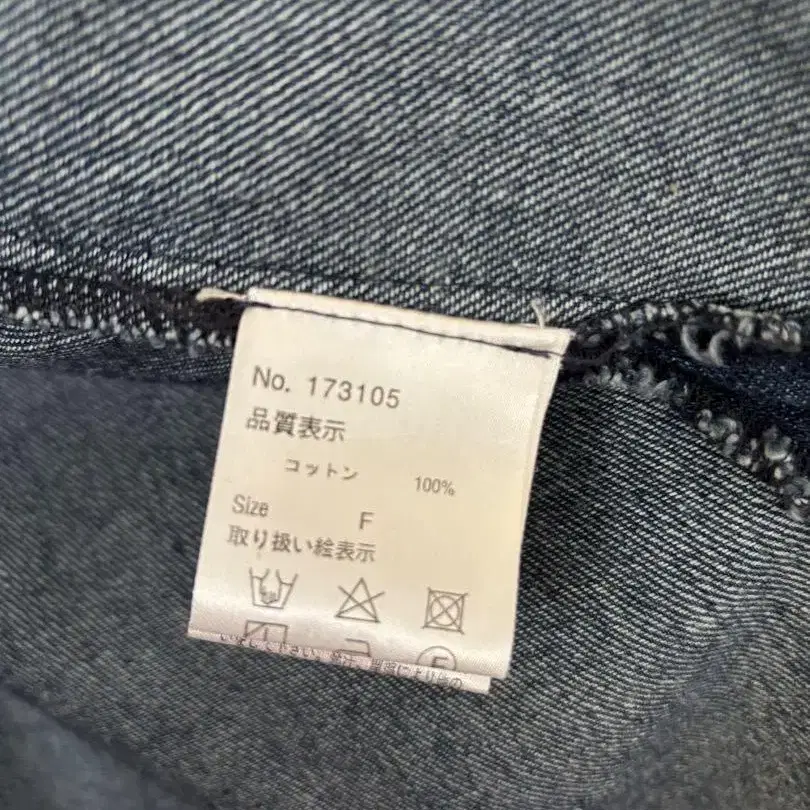 No. 173105
品質表示
コットン 100%
Size F
取り扱い絵表示